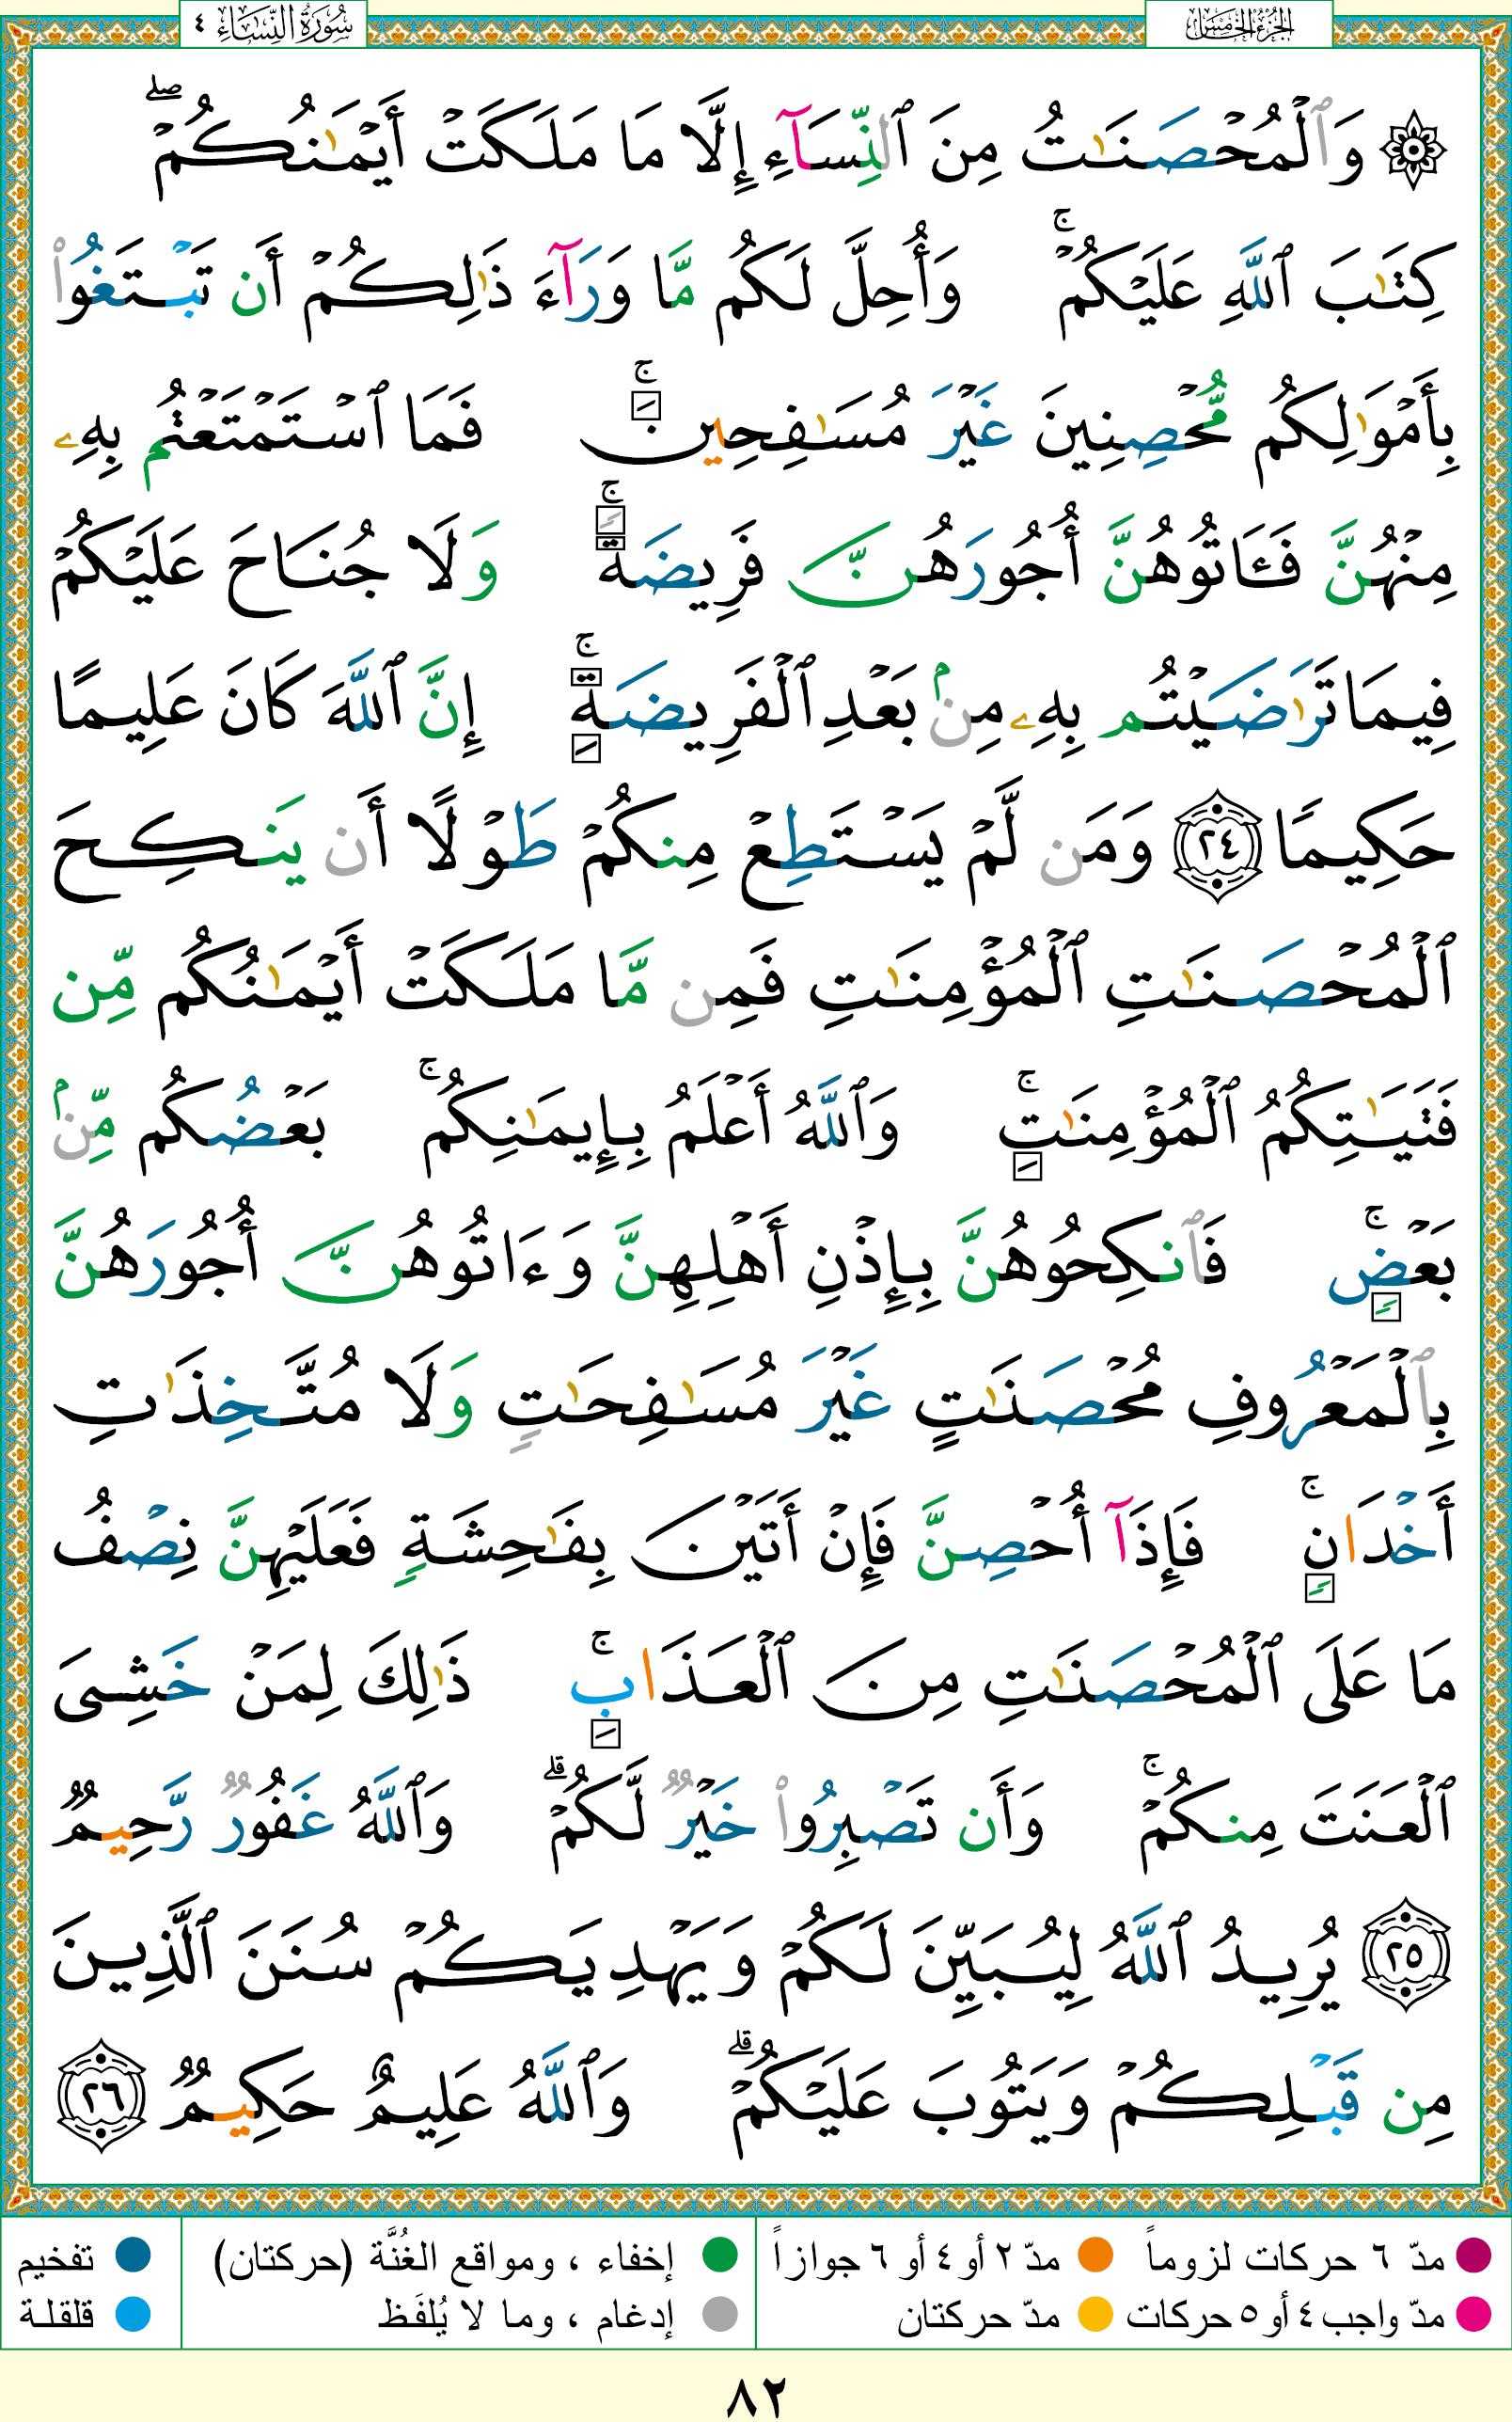 الجزء الخامس
سُورَةُ النِّسَاءِ ٤
۞ وَٱلْمُحْصَنَٰتُ مِنَ ٱلنِّسَآءِ إِلَّا مَا مَلَكَتْ أَيْمَٰنُكُمْ ۖ
كِتَٰبَ ٱللَّهِ عَلَيْكُمْ ۚ وَأُحِلَّ لَكُم مَّا وَرَآءَ ذَٰلِكُمْ أَن تَبْتَغُوا۟
بِأَمْوَٰلِكُم مُّحْصِنِينَ غَيْرَ مُسَٰفِحِينَ ۚ فَمَا ٱسْتَمْتَعْتُم بِهِۦ
مِنْهُنَّ فَـَٔاتُوهُنَّ أُجُورَهُنَّ فَرِيضَةً ۚ وَلَا جُنَاحَ عَلَيْكُمْ
فِيمَا تَرَٰضَيْتُم بِهِۦ مِنۢ بَعْدِ ٱلْفَرِيضَةِ ۚ إِنَّ ٱللَّهَ كَانَ عَلِيمًا
حَكِيمًا ٢٤ وَمَن لَّمْ يَسْتَطِعْ مِنكُمْ طَوْلًا أَن يَنكِحَ
ٱلْمُحْصَنَٰتِ ٱلْمُؤْمِنَٰتِ فَمِن مَّا مَلَكَتْ أَيْمَٰنُكُم مِّن
فَتَيَٰتِكُمُ ٱلْمُؤْمِنَٰتِ ۚ وَٱللَّهُ أَعْلَمُ بِإِيمَٰنِكُم ۚ بَعْضُكُم مِّنۢ
بَعْضٍ ۚ فَٱنكِحُوهُنَّ بِإِذْنِ أَهْلِهِنَّ وَءَاتُوهُنَّ أُجُورَهُنَّ
بِٱلْمَعْرُوفِ مُحْصَنَٰتٍ غَيْرَ مُسَٰفِحَٰتٍ وَلَا مُتَّخِذَٰتِ
أَخْدَانٍ ۚ فَإِذَآ أُحْصِنَّ فَإِنْ أَتَيْنَ بِفَٰحِشَةٍ فَعَلَيْهِنَّ نِصْفُ
مَا عَلَى ٱلْمُحْصَنَٰتِ مِنَ ٱلْعَذَابِ ۚ ذَٰلِكَ لِمَنْ خَشِىَ
ٱلْعَنَتَ مِنكُمْ ۚ وَأَن تَصْبِرُوا۟ خَيْرٌ لَّكُمْ ۗ وَٱللَّهُ غَفُورٌ رَّحِيمٌ
٢٥ يُرِيدُ ٱللَّهُ لِيُبَيِّنَ لَكُمْ وَيَهْدِيَكُمْ سُنَنَ ٱلَّذِينَ
مِن قَبْلِكُمْ وَيَتُوبَ عَلَيْكُمْ ۗ وَٱللَّهُ عَلِيمٌ حَكِيمٌ ٢٦
مدّ ٦ حركات لزوماً مدّ ٢ أو ٤ أو ٦ جوازاً إخفاء ، ومواقع الغُنَّة (حركتان) تفخيم
مدّ واجب ٤ أو ٥ حركات مدّ حركتان إدغام ، وما لا يُلفَظ قلقلة
٨٢